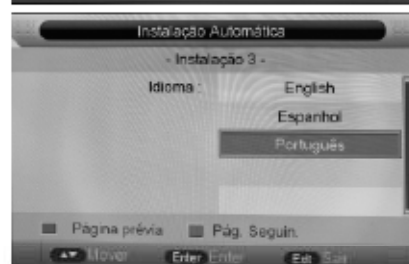 Instalação Automática
- Instalação 3 -
Idioma : English
Espanhol
Português
Página prévia Pág. Seguin.
Mover Enter Enter Exit Sair